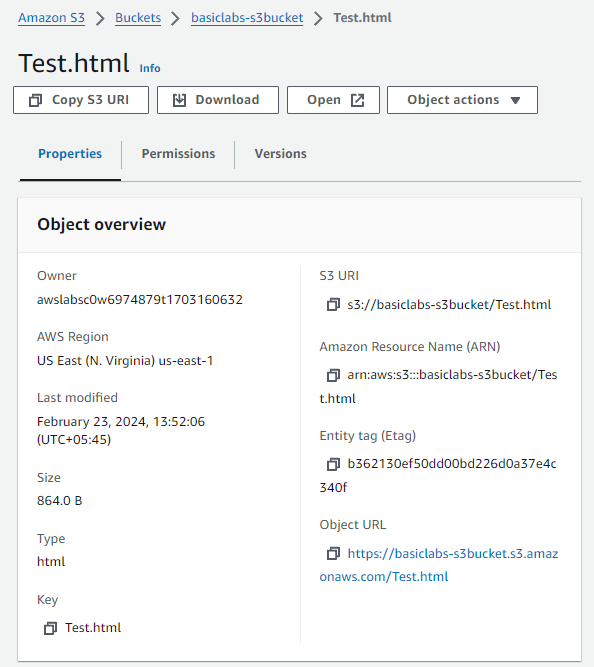 Amazon S3 > Buckets > basiclabs-s3bucket > Test.html
Test.html Info
Copy S3 URI Download Open Object actions
Properties Permissions Versions
Object overview
Owner
awslabsc0w6974879t1703160632
AWS Region
US East (N. Virginia) us-east-1
Last modified
February 23, 2024, 13:52:06
(UTC+05:45)
Size
864.0 B
Type
html
Key
Test.html
S3 URI
s3://basiclabs-s3bucket/Test.html
Amazon Resource Name (ARN)
arn:aws:s3:::basiclabs-s3bucket/Tes
t.html
Entity tag (Etag)
b362130ef50dd00bd226d0a37e4c
340f
Object URL
https://basiclabs-s3bucket.s3.amaz
onaws.com/Test.html